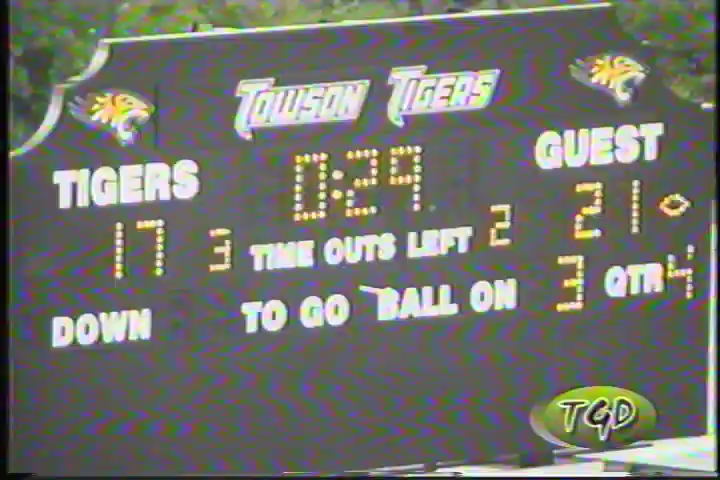 TOWSON TIGERS
TIGERS 0:29 GUEST
17 3 TIME OUTS LEFT 2 21
DOWN TO GO BALL ON 3 QTR 4
TGD